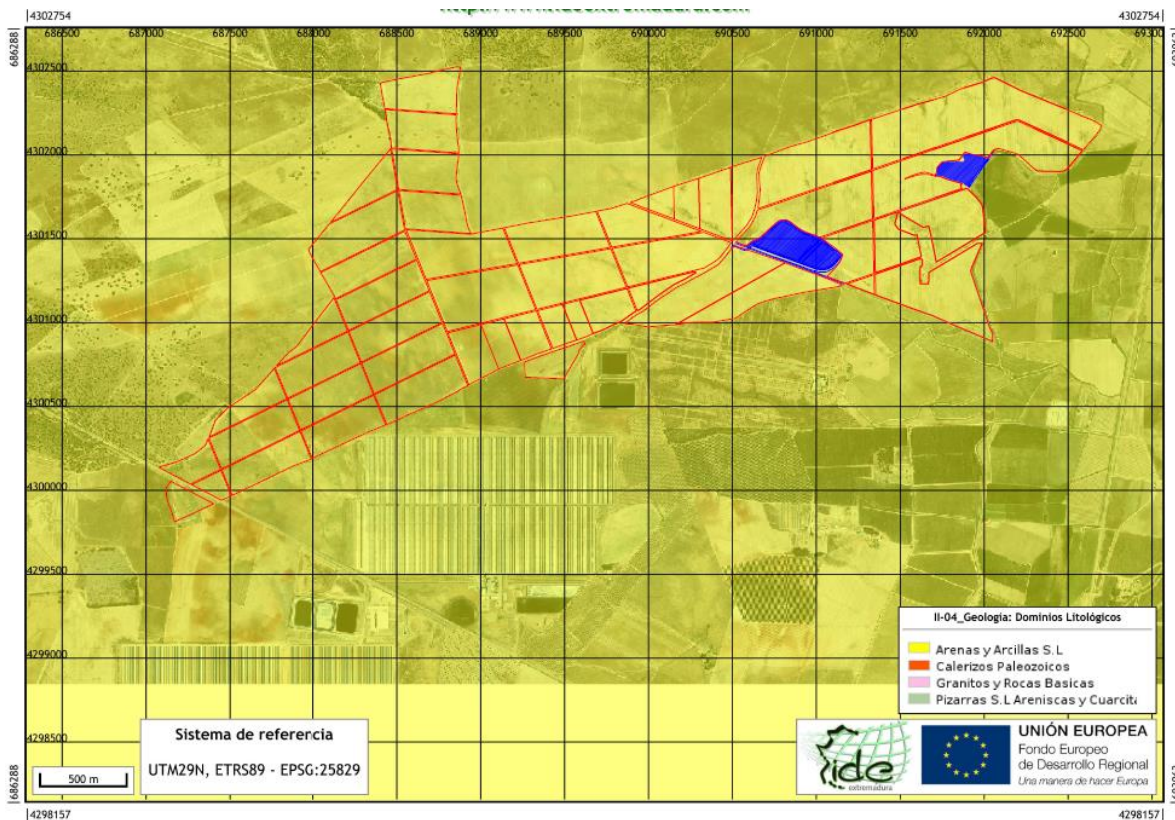 4302754
4302754
686288
686500 687000 687500 688000 688500 689000 689500 690000 690500 691000 691500 692000 692500 69300
4302500
4302000
4301500
4301000
4300500
4300000
4299500
4299000
4298500
II-04_Geología: Dominios Litológicos
Arenas y Arcillas S.L
Calerizos Paleozoicos
Granitos y Rocas Basicas
Pizarras S.L Areniscas y Cuarcita
Sistema de referencia
UTM29N, ETRS89 - EPSG:25829
500 m
ide
extremadura
UNIÓN EUROPEA
Fondo Europeo
de Desarrollo Regional
Una manera de hacer Europa
686288
4298157
4298157